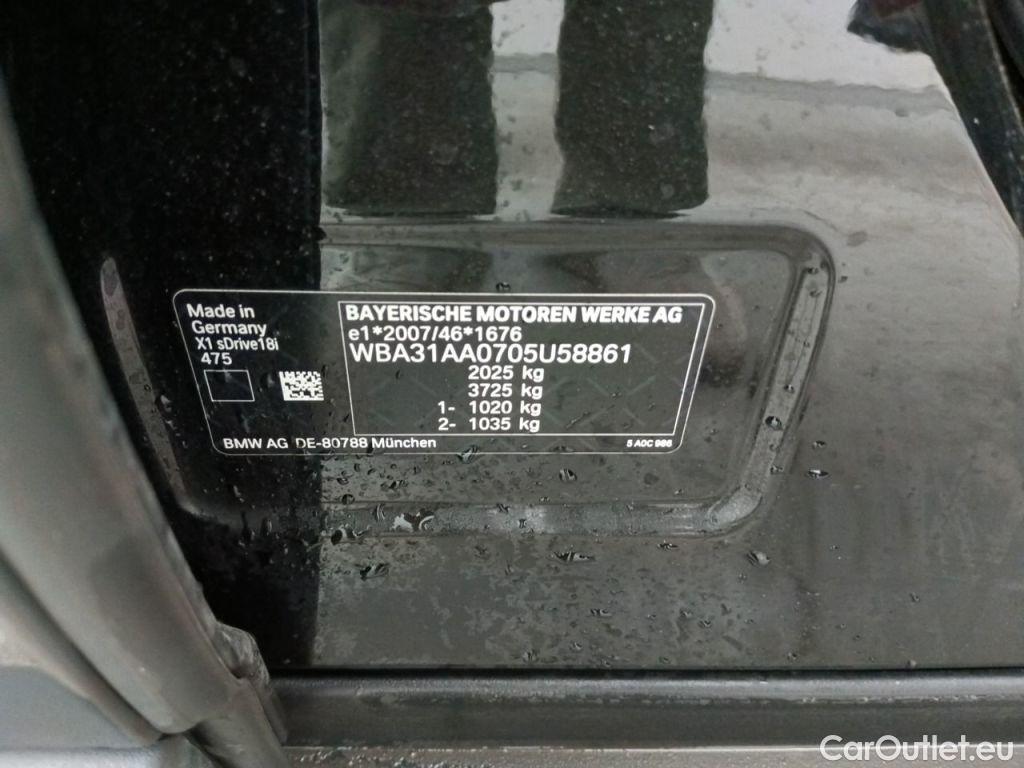 Made in
Germany
X1 sDrive18i
475
BAYERISCHE MOTOREN WERKE AG
e1*2007/46*1676
WBA31AA0705U58861
2025 kg
3725 kg
1- 1020 kg
2- 1035 kg
BMW AG DE-80788 München
5 A0C 986
CarOutlet.eu